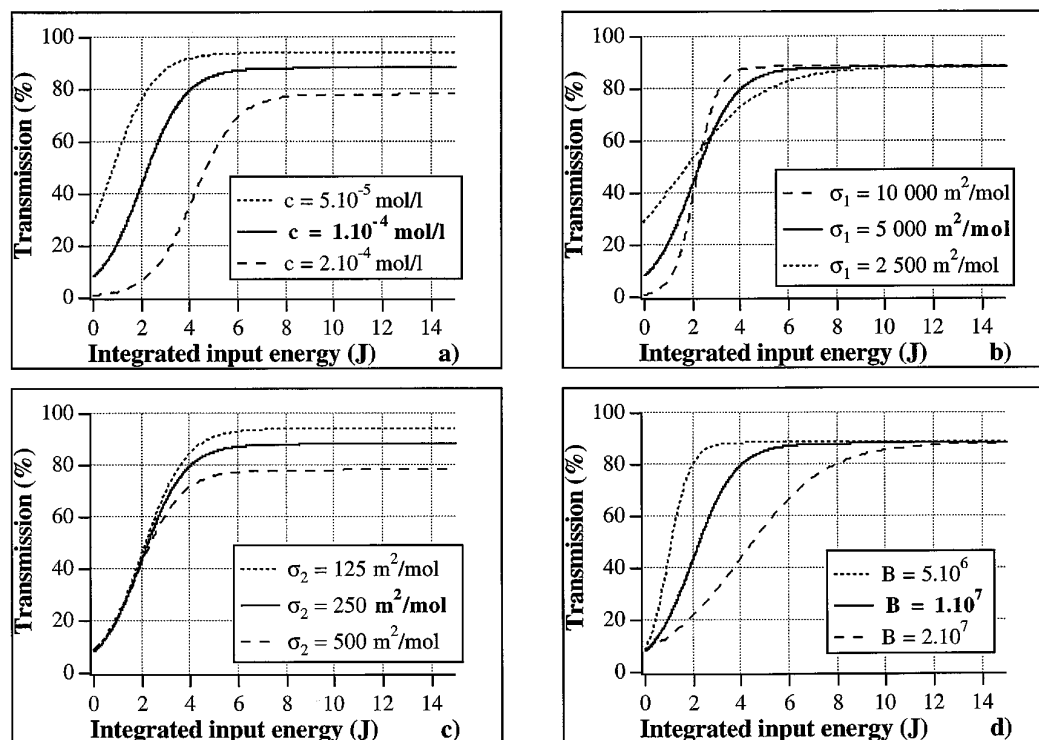 Transmission (%)
100
80
60
40
20
0
c = 5.10⁻⁵ mol/l
c = 1.10⁻⁴ mol/l
c = 2.10⁻⁴ mol/l
0 2 4 6 8 10 12 14
Integrated input energy (J) a)
Transmission (%)
100
80
60
40
20
0
σ₁ = 10 000 m²/mol
σ₁ = 5 000 m²/mol
σ₁ = 2 500 m²/mol
0 2 4 6 8 10 12 14
Integrated input energy (J) b)
Transmission (%)
100
80
60
40
20
0
σ₂ = 125 m²/mol
σ₂ = 250 m²/mol
σ₂ = 500 m²/mol
0 2 4 6 8 10 12 14
Integrated input energy (J) c)
Transmission (%)
100
80
60
40
20
0
B = 5.10⁶
B = 1.10⁷
B = 2.10⁷
0 2 4 6 8 10 12 14
Integrated input energy (J) d)